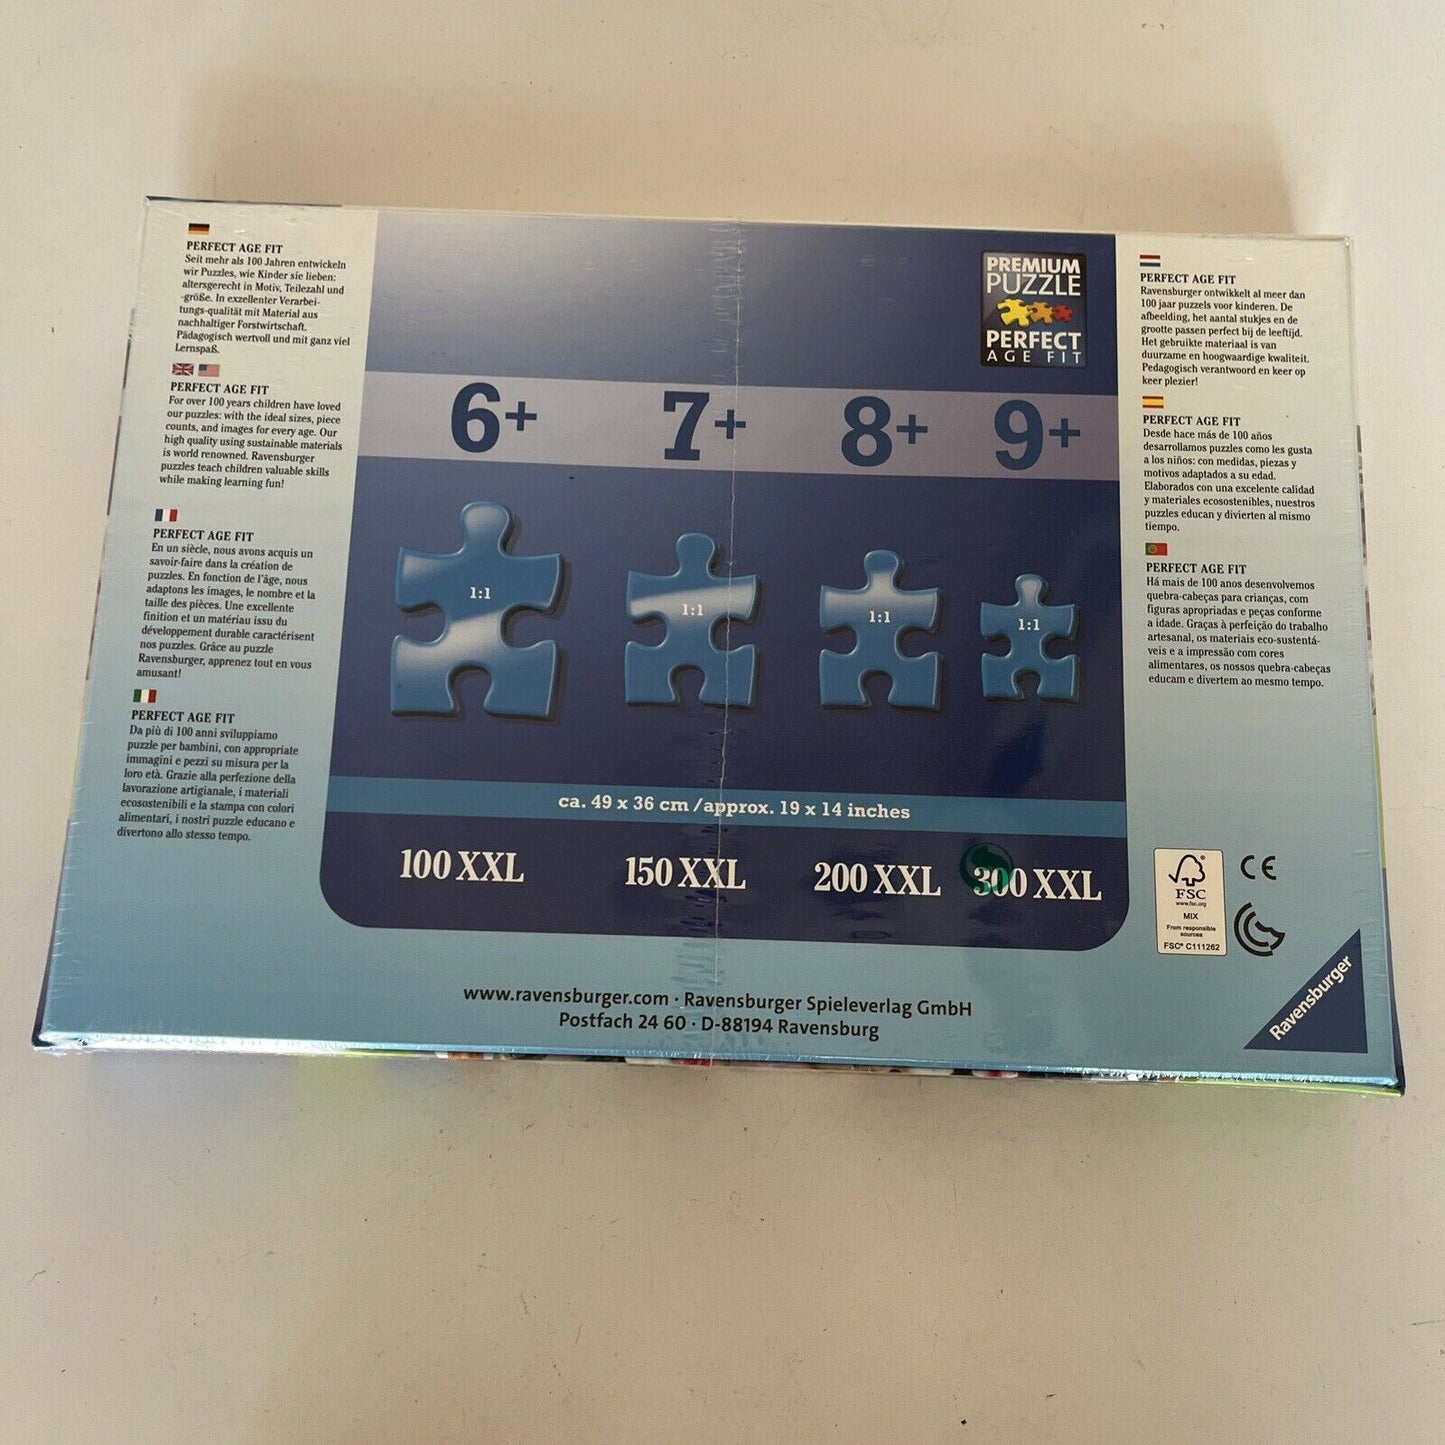 PERFECT AGE FIT
Seit mehr als 100 Jahren entwickeln
wir Puzzles, wie Kinder sie lieben:
altersgerecht in Motiv, Teilezahl und
-größe. In exzellenter Verarbei-
tungs-qualität mit Material aus
nachhaltiger Forstwirtschaft.
Pädagogisch wertvoll und mit ganz viel
Lernspaß.
PERFECT AGE FIT
For over 100 years children have loved
our puzzles: with the ideal sizes, piece
counts, and images for every age. Our
high quality using sustainable materials
is world renowned. Ravensburger
puzzles teach children valuable skills
while making learning fun!
PERFECT AGE FIT
En un siècle, nous avons acquis un
savoir-faire dans la création de
puzzles. En fonction de l'âge, nous
adaptons les images, le nombre et la
taille des pièces. Une excellente
finition et un matériau issu du
développement durable caractérisent
nos puzzles. Grâce au puzzle
Ravensburger, apprenez tout en vous
amusant!
PERFECT AGE FIT
Da più di 100 anni sviluppiamo
puzzle per bambini, con appropriate
immagini e pezzi su misura per la
loro età. Grazie alla perfezione della
lavorazione artigianale, i materiali
ecosostenibili e la stampa con colori
alimentari, i nostri puzzle educano e
divertono allo stesso tempo.
PREMIUM
PUZZLE
PERFECT
AGE FIT
6+ 7+ 8+ 9+
1:1 1:1 1:1 1:1
ca. 49 x 36 cm /approx. 19 x 14 inches
100 XXL 150 XXL 200 XXL 300 XXL
www.ravensburger.com · Ravensburger Spieleverlag GmbH
Postfach 24 60 · D-88194 Ravensburg
PERFECT AGE FIT
Ravensburger ontwikkelt al meer dan
100 jaar puzzels voor kinderen. De
afbeelding, het aantal stukjes en de
grootte passen perfect bij de leeftijd.
Het gebruikte materiaal is van
duurzame en hoogwaardige kwaliteit.
Pedagogisch verantwoord en keer op
keer plezier!
PERFECT AGE FIT
Desde hace más de 100 años
desarrollamos puzzles como les gusta
a los niños: con medidas, piezas y
motivos adaptados a su edad.
Elaborados con una excelente calidad
y materiales ecosostenibles, nuestros
puzzles educan y divierten al mismo
tiempo.
PERFECT AGE FIT
Há mais de 100 anos desenvolvemos
quebra-cabeças para crianças, com
figuras apropriadas e peças conforme
a idade. Graças à perfeição do trabalho
artesanal, os materiais eco-sustentá-
veis e a impressão com cores
alimentares, os nossos quebra-cabeças
educam e divertem ao mesmo tempo.
FSC
www.fsc.org
MIX
From responsible
sources
FSC® C111262
CE
Ravensburger